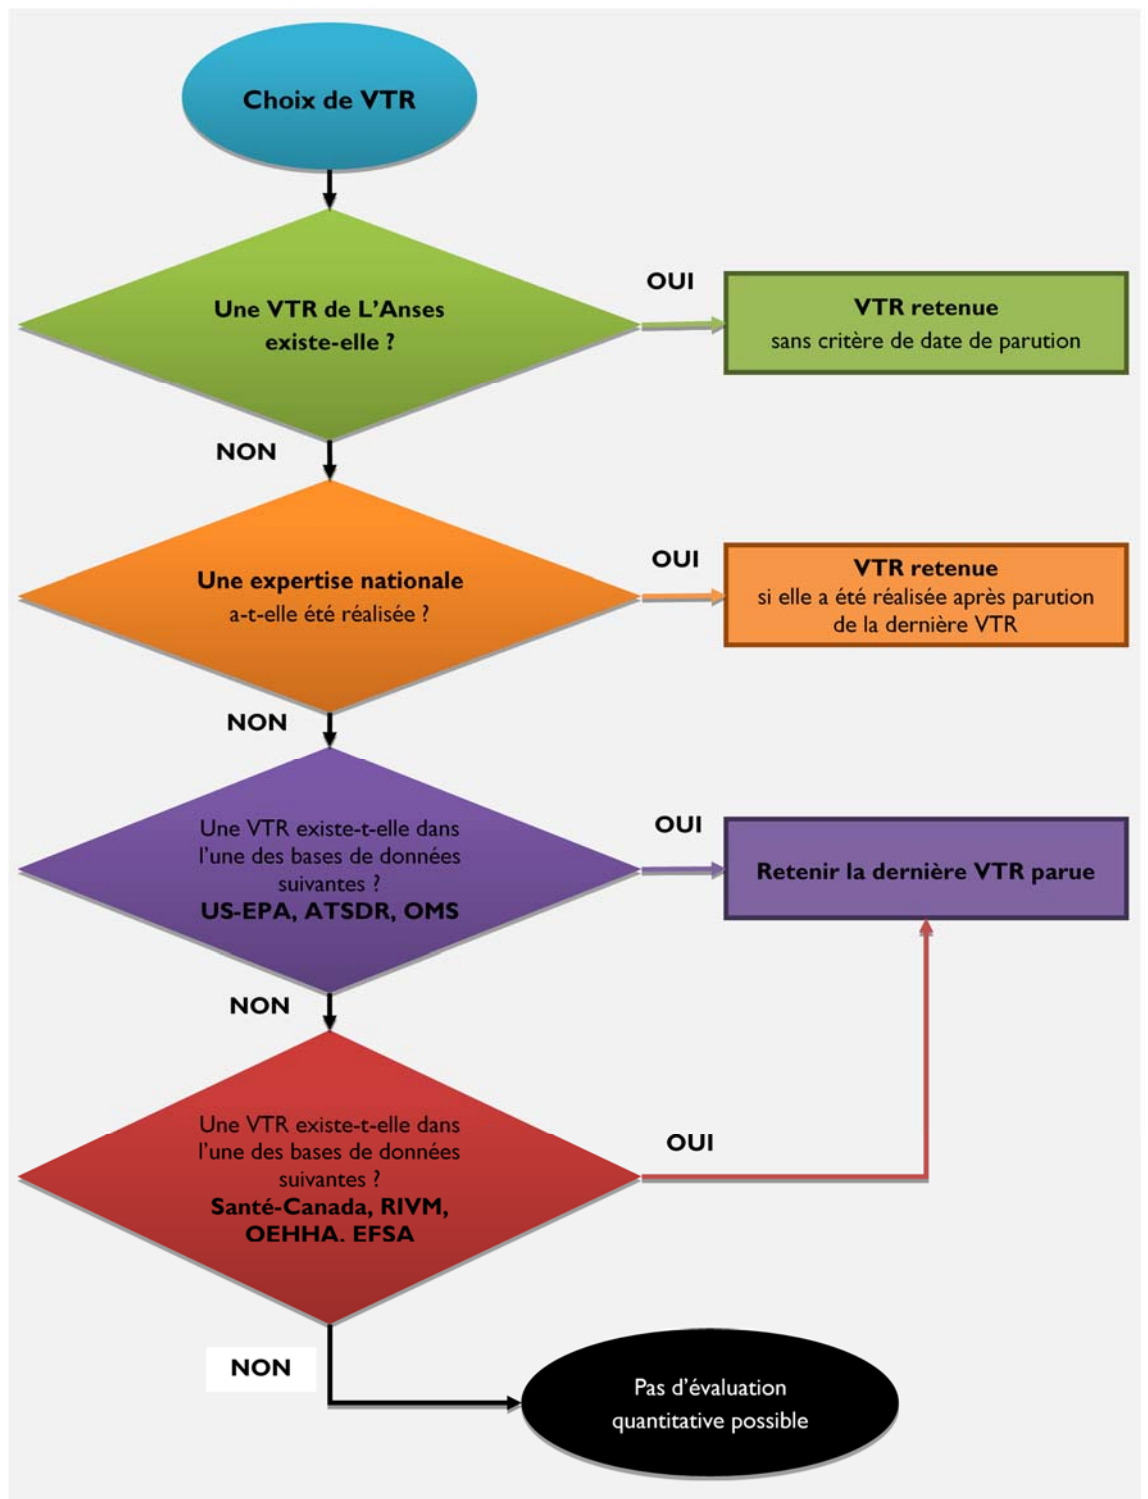 Choix de VTR
Une VTR de L'Anses
existe-elle ?
OUI
VTR retenue
sans critère de date de parution
NON
Une expertise nationale
a-t-elle été réalisée ?
OUI
VTR retenue
si elle a été réalisée après parution
de la dernière VTR
NON
Une VTR existe-t-elle dans
l'une des bases de données
suivantes ?
US-EPA, ATSDR, OMS
OUI
Retenir la dernière VTR parue
NON
Une VTR existe-t-elle dans
l'une des bases de données
suivantes ?
Santé-Canada, RIVM,
OEHHA, EFSA
OUI
NON
Pas d'évaluation
quantitative possible